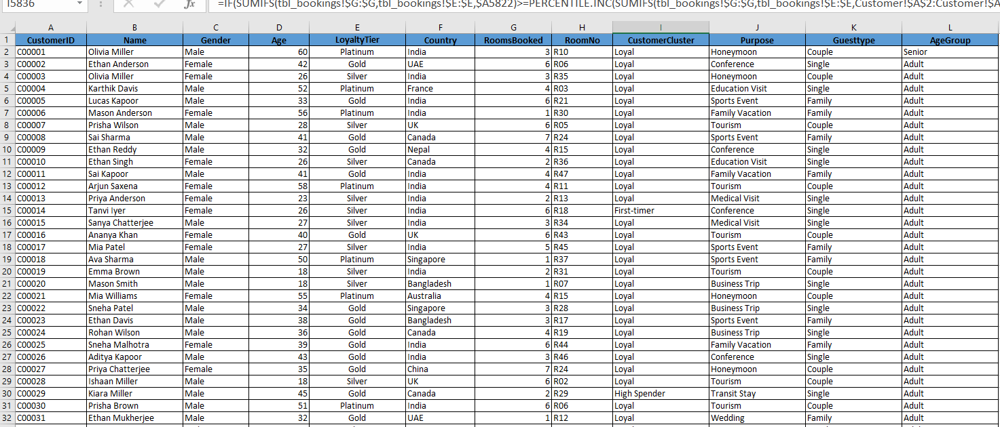 I5836 fx =IF(SUMIFS(tbl_bookings!$G:$G,tbl_bookings!$E:$E,$A5822)>=PERCENTILE.INC(SUMIFS(tbl_bookings!$G:$G,tbl_bookings!$E:$E,Customer!$A$2:Customer!$A
A B C D E F G H I J K L
1 CustomerID Name Gender Age LoyaltyTier Country RoomsBooked RoomNo CustomerCluster Purpose Guesttype AgeGroup
2 C00001 Olivia Miller Male 60 Platinum India 3 R10 Loyal Honeymoon Couple Senior
3 C00002 Ethan Anderson Female 42 Gold UAE 6 R06 Loyal Conference Single Adult
4 C00003 Olivia Miller Female 26 Silver India 3 R35 Loyal Honeymoon Couple Adult
5 C00004 Karthik Davis Male 52 Platinum France 4 R03 Loyal Education Visit Single Adult
6 C00005 Lucas Kapoor Male 33 Gold India 6 R21 Loyal Sports Event Family Adult
7 C00006 Mason Anderson Female 56 Platinum India 1 R30 Loyal Family Vacation Family Adult
8 C00007 Prisha Wilson Male 28 Silver UK 6 R05 Loyal Tourism Couple Adult
9 C00008 Sai Sharma Male 41 Gold Canada 7 R24 Loyal Sports Event Family Adult
10 C00009 Ethan Reddy Male 32 Gold Nepal 4 R15 Loyal Conference Single Adult
11 C00010 Ethan Singh Female 26 Silver Canada 2 R36 Loyal Education Visit Single Adult
12 C00011 Sai Kapoor Male 41 Gold India 4 R47 Loyal Family Vacation Family Adult
13 C00012 Arjun Saxena Female 58 Platinum India 4 R11 Loyal Tourism Couple Adult
14 C00013 Priya Anderson Female 23 Silver India 2 R13 Loyal Medical Visit Single Adult
15 C00014 Tanvi Iyer Female 26 Silver India 6 R18 First-timer Conference Single Adult
16 C00015 Sanya Chatterjee Male 27 Silver India 3 R34 Loyal Medical Visit Single Adult
17 C00016 Ananya Khan Female 40 Gold UK 6 R43 Loyal Tourism Couple Adult
18 C00017 Mia Patel Female 27 Silver India 5 R45 Loyal Sports Event Family Adult
19 C00018 Ava Sharma Male 50 Platinum Singapore 1 R37 Loyal Sports Event Family Adult
20 C00019 Emma Brown Male 18 Silver India 2 R31 Loyal Tourism Couple Adult
21 C00020 Mason Smith Male 18 Silver Bangladesh 1 R07 Loyal Business Trip Single Adult
22 C00021 Mia Williams Female 55 Platinum Australia 4 R15 Loyal Honeymoon Couple Adult
23 C00022 Sneha Patel Male 34 Gold Singapore 3 R28 Loyal Business Trip Single Adult
24 C00023 Ethan Davis Male 38 Gold Bangladesh 3 R17 Loyal Sports Event Family Adult
25 C00024 Rohan Wilson Male 36 Gold Canada 4 R19 Loyal Business Trip Single Adult
26 C00025 Sneha Malhotra Female 39 Gold India 6 R44 Loyal Family Vacation Family Adult
27 C00026 Aditya Kapoor Male 43 Gold India 3 R46 Loyal Conference Single Adult
28 C00027 Priya Chatterjee Female 35 Gold China 7 R24 Loyal Honeymoon Couple Adult
29 C00028 Ishaan Miller Male 18 Silver UK 6 R02 Loyal Tourism Couple Adult
30 C00029 Kiara Miller Male 45 Gold Canada 2 R29 High Spender Transit Stay Single Adult
31 C00030 Prisha Brown Male 51 Platinum India 6 R06 Loyal Tourism Couple Adult
32 C00031 Ethan Mukherjee Male 32 Gold UAE 1 R12 Loyal Wedding Family Adult